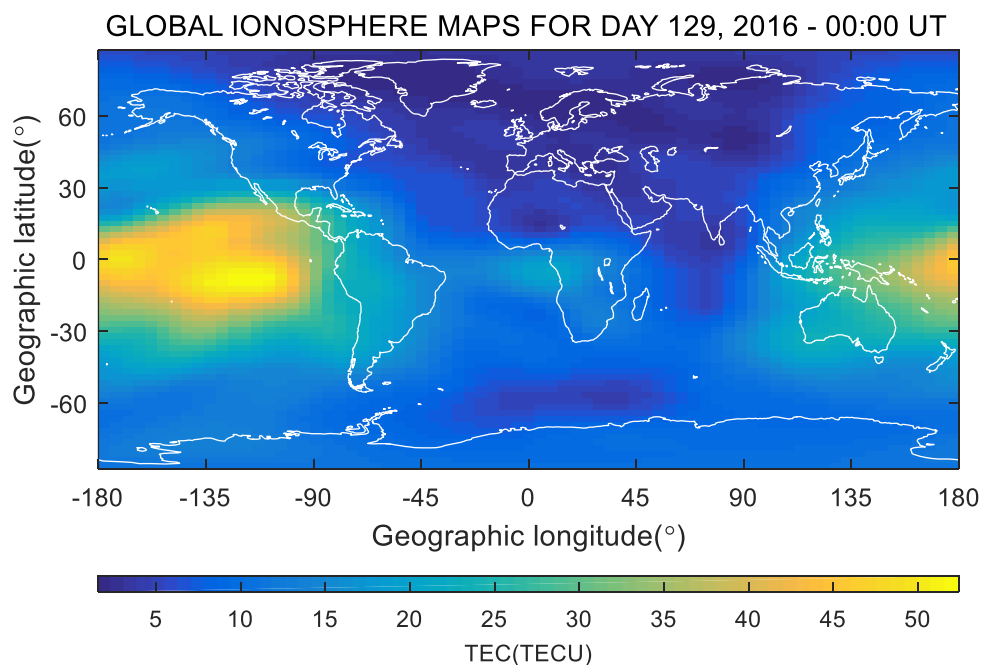 GLOBAL IONOSPHERE MAPS FOR DAY 129, 2016 - 00:00 UT
Geographic latitude(°)
60
30
0
-30
-60
-180 -135 -90 -45 0 45 90 135 180
Geographic longitude(°)
5 10 15 20 25 30 35 40 45 50
TEC(TECU)